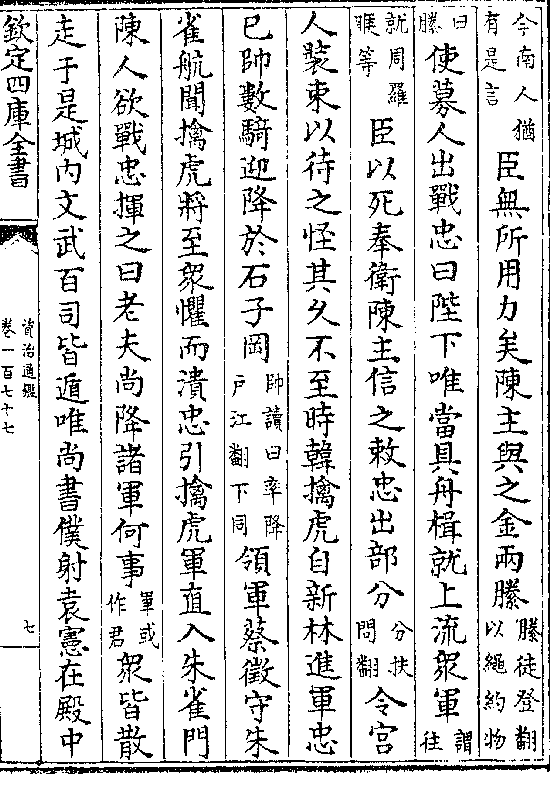 今南人猶有是言臣無所用力矣陳主與之金兩縢縢徒登翻以繩約物
曰縢使募人出戰忠曰陛下唯當具舟楫就上流衆軍謂往
就周羅睺等臣以死奉衛陳主信之敕忠出部分分扶問翻令宫
人裝束以待之怪其久不至時韓擒虎自新林進軍忠
已帥數騎迎降於石子岡帥讀曰率降户江翻下同領軍蔡徵守朱
雀航聞擒虎將至衆懼而潰忠引擒虎軍直入朱雀門
陳人欲戰忠揮之曰老夫尚降諸軍何事軍或作君衆皆散
走于是城内文武百司皆遁唯尚書僕射袁憲在殿中
欽定四庫全書
資治通鑑
卷一百七十七
七